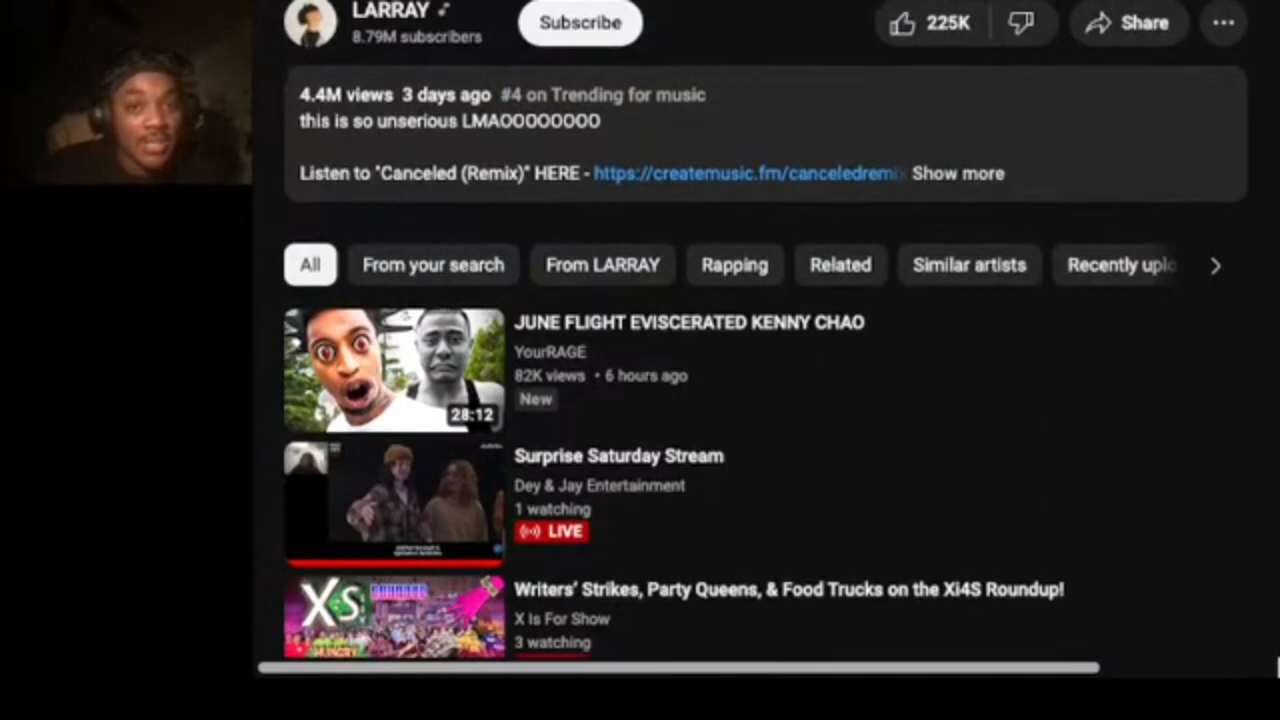 LARRAY
8.79M subscribers
Subscribe
225K
Share
4.4M views 3 days ago #4 on Trending for music
this is so unserious LMAOOOOOOOO
Listen to "Canceled (Remix)" HERE - https://createmusic.fm/canceledremix Show more
All
From your search
From LARRAY
Rapping
Related
Similar artists
Recently uplo
JUNE FLIGHT EVISCERATED KENNY CHAO
YourRAGE
82K views • 6 hours ago
New
28:12
Surprise Saturday Stream
Dey & Jay Entertainment
1 watching
LIVE
Writers' Strikes, Party Queens, & Food Trucks on the Xi4S Roundup!
X Is For Show
3 watching